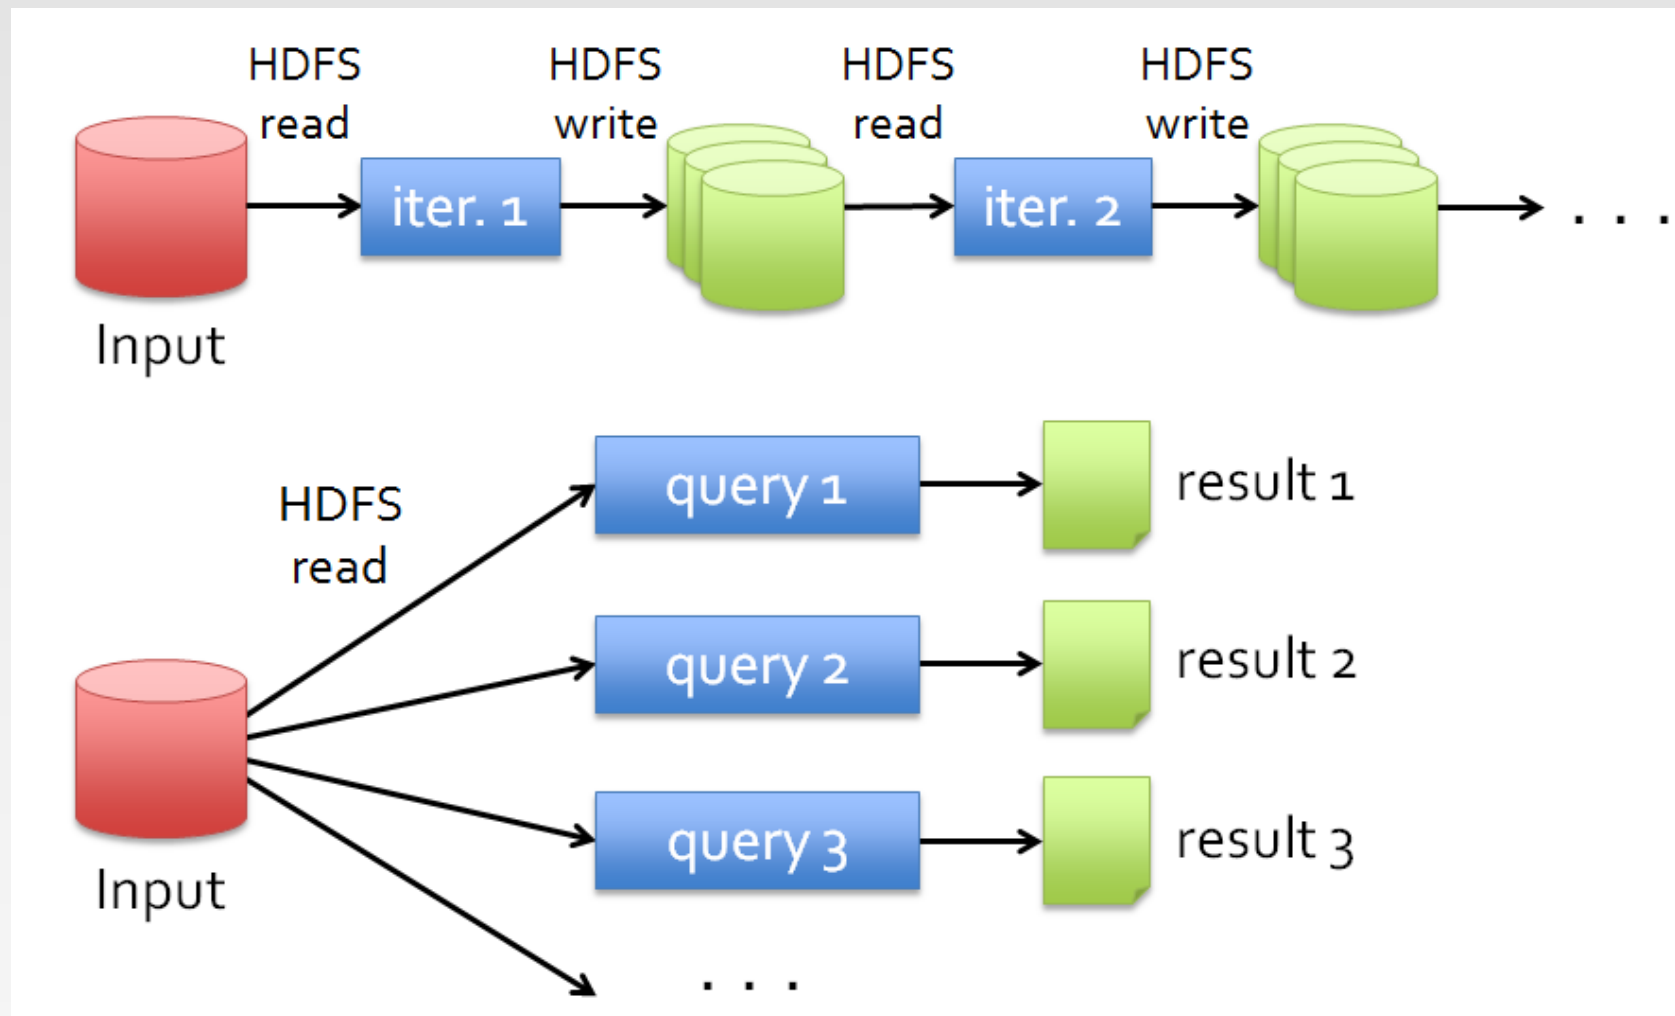 HDFS
read
HDFS
write
HDFS
read
HDFS
write
iter. 1
iter. 2
. . .
Input
HDFS
read
query 1
result 1
query 2
result 2
query 3
result 3
Input
. . .